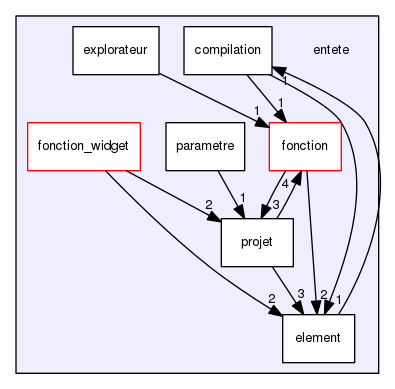 explorateur compilation entete
1
1 1
fonction_widget parametre fonction
4
2 1 3
projet
3 2 1
2
element